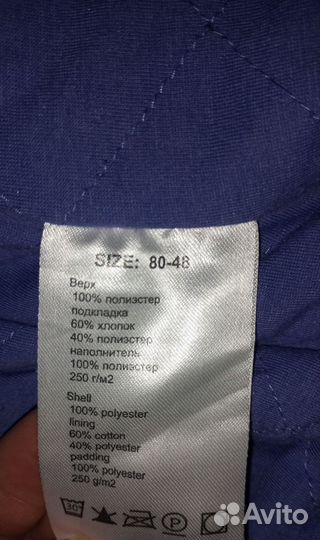 SIZE: 80-48
Верх
100% полиэстер
подкладка
60% хлопок
40% полиэстер
наполнитель
100% полиэстер
250 г/м2
Shell
100% polyester
lining
60% cotton
40% polyester
padding
100% polyester
250 g/m2
30°
P
Avito